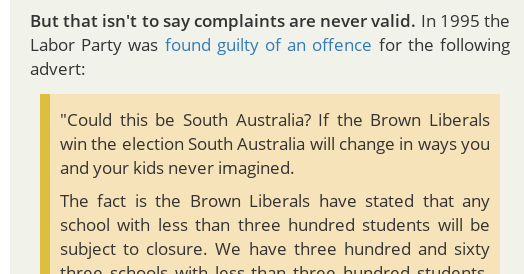 But that isn't to say complaints are never valid. In 1995 the
Labor Party was found guilty of an offence for the following
advert:
"Could this be South Australia? If the Brown Liberals
win the election South Australia will change in ways you
and your kids never imagined.
The fact is the Brown Liberals have stated that any
school with less than three hundred students will be
subject to closure. We have three hundred and sixty
three schools with less than three hundred students.